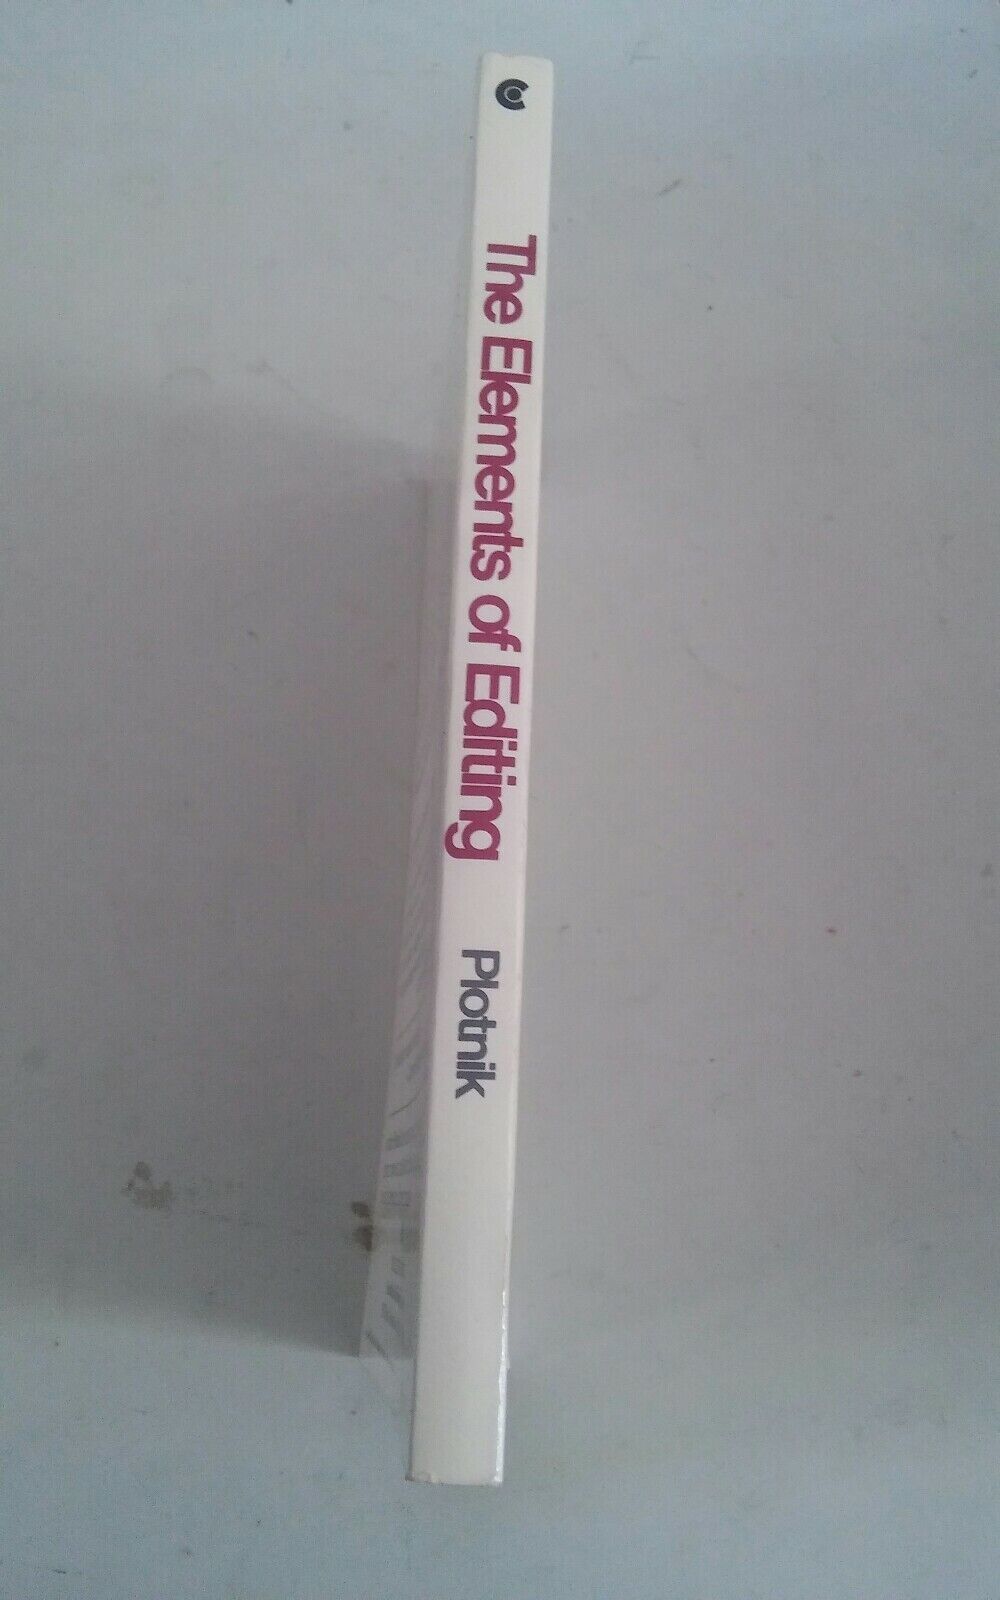 The Elements of Editing
Plotnik